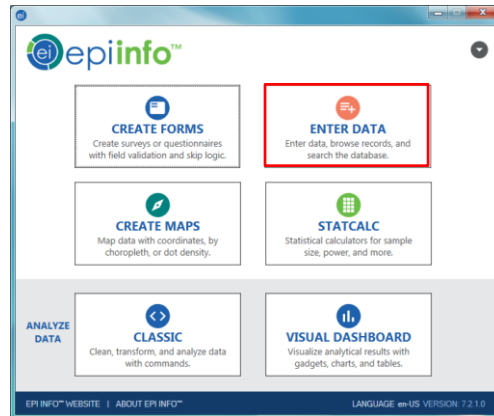 ei
ei epi info™
CREATE FORMS
Create surveys or questionnaires
with field validation and skip logic.
ENTER DATA
Enter data, browse records, and
search the database.
CREATE MAPS
Map data with coordinates, by
choropleth, or dot density.
STATCALC
Statistical calculators for sample
size, power, and more.
ANALYZE
DATA
CLASSIC
Clean, transform, and analyze data
with commands.
VISUAL DASHBOARD
Visualize analytical results with
gadgets, charts, and tables.
EPI INFO™ WEBSITE | ABOUT EPI INFO™ LANGUAGE en-US VERSION: 7.2.1.0